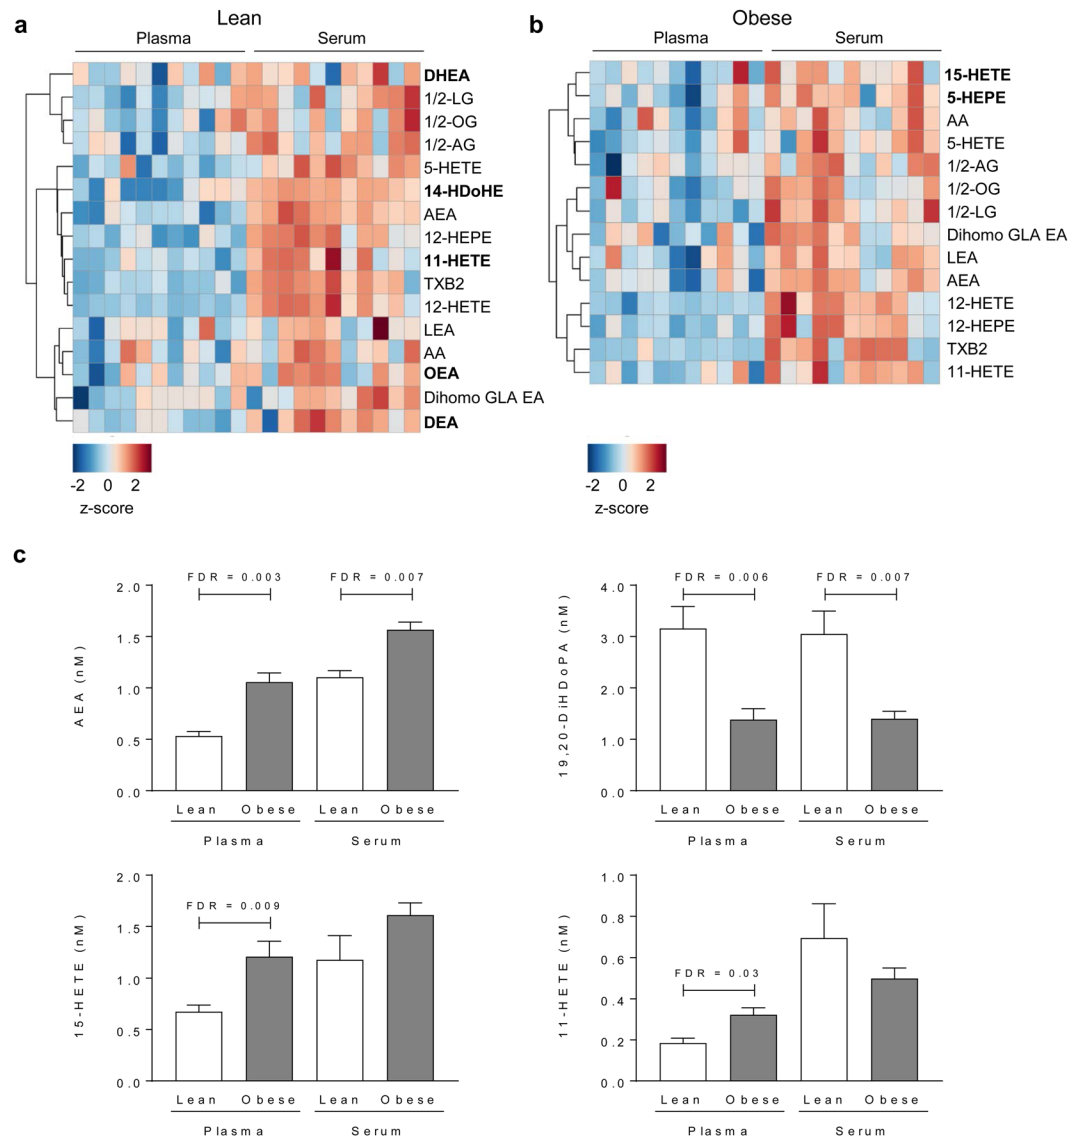 a
Lean
Plasma Serum
DHEA
1/2-LG
1/2-OG
1/2-AG
5-HETE
14-HDoHE
AEA
12-HEPE
11-HETE
TXB2
12-HETE
LEA
AA
OEA
Dihomo GLA EA
DEA
-2 0 2
z-score
b
Obese
Plasma Serum
15-HETE
5-HEPE
AA
5-HETE
1/2-AG
1/2-OG
1/2-LG
Dihomo GLA EA
LEA
AEA
12-HETE
12-HEPE
TXB2
11-HETE
-2 0 2
z-score
c
AEA (nM)
2.0
1.5
1.0
0.5
0.0
FDR = 0.003 FDR = 0.007
Lean Obese Lean Obese
Plasma Serum
19,20-DiHDoPA (nM)
4.0
3.0
2.0
1.0
0.0
FDR = 0.006 FDR = 0.007
Lean Obese Lean Obese
Plasma Serum
15-HETE (nM)
2.0
1.5
1.0
0.5
0.0
FDR = 0.009
Lean Obese Lean Obese
Plasma Serum
11-HETE (nM)
1.0
0.8
0.6
0.4
0.2
0.0
FDR = 0.03
Lean Obese Lean Obese
Plasma Serum